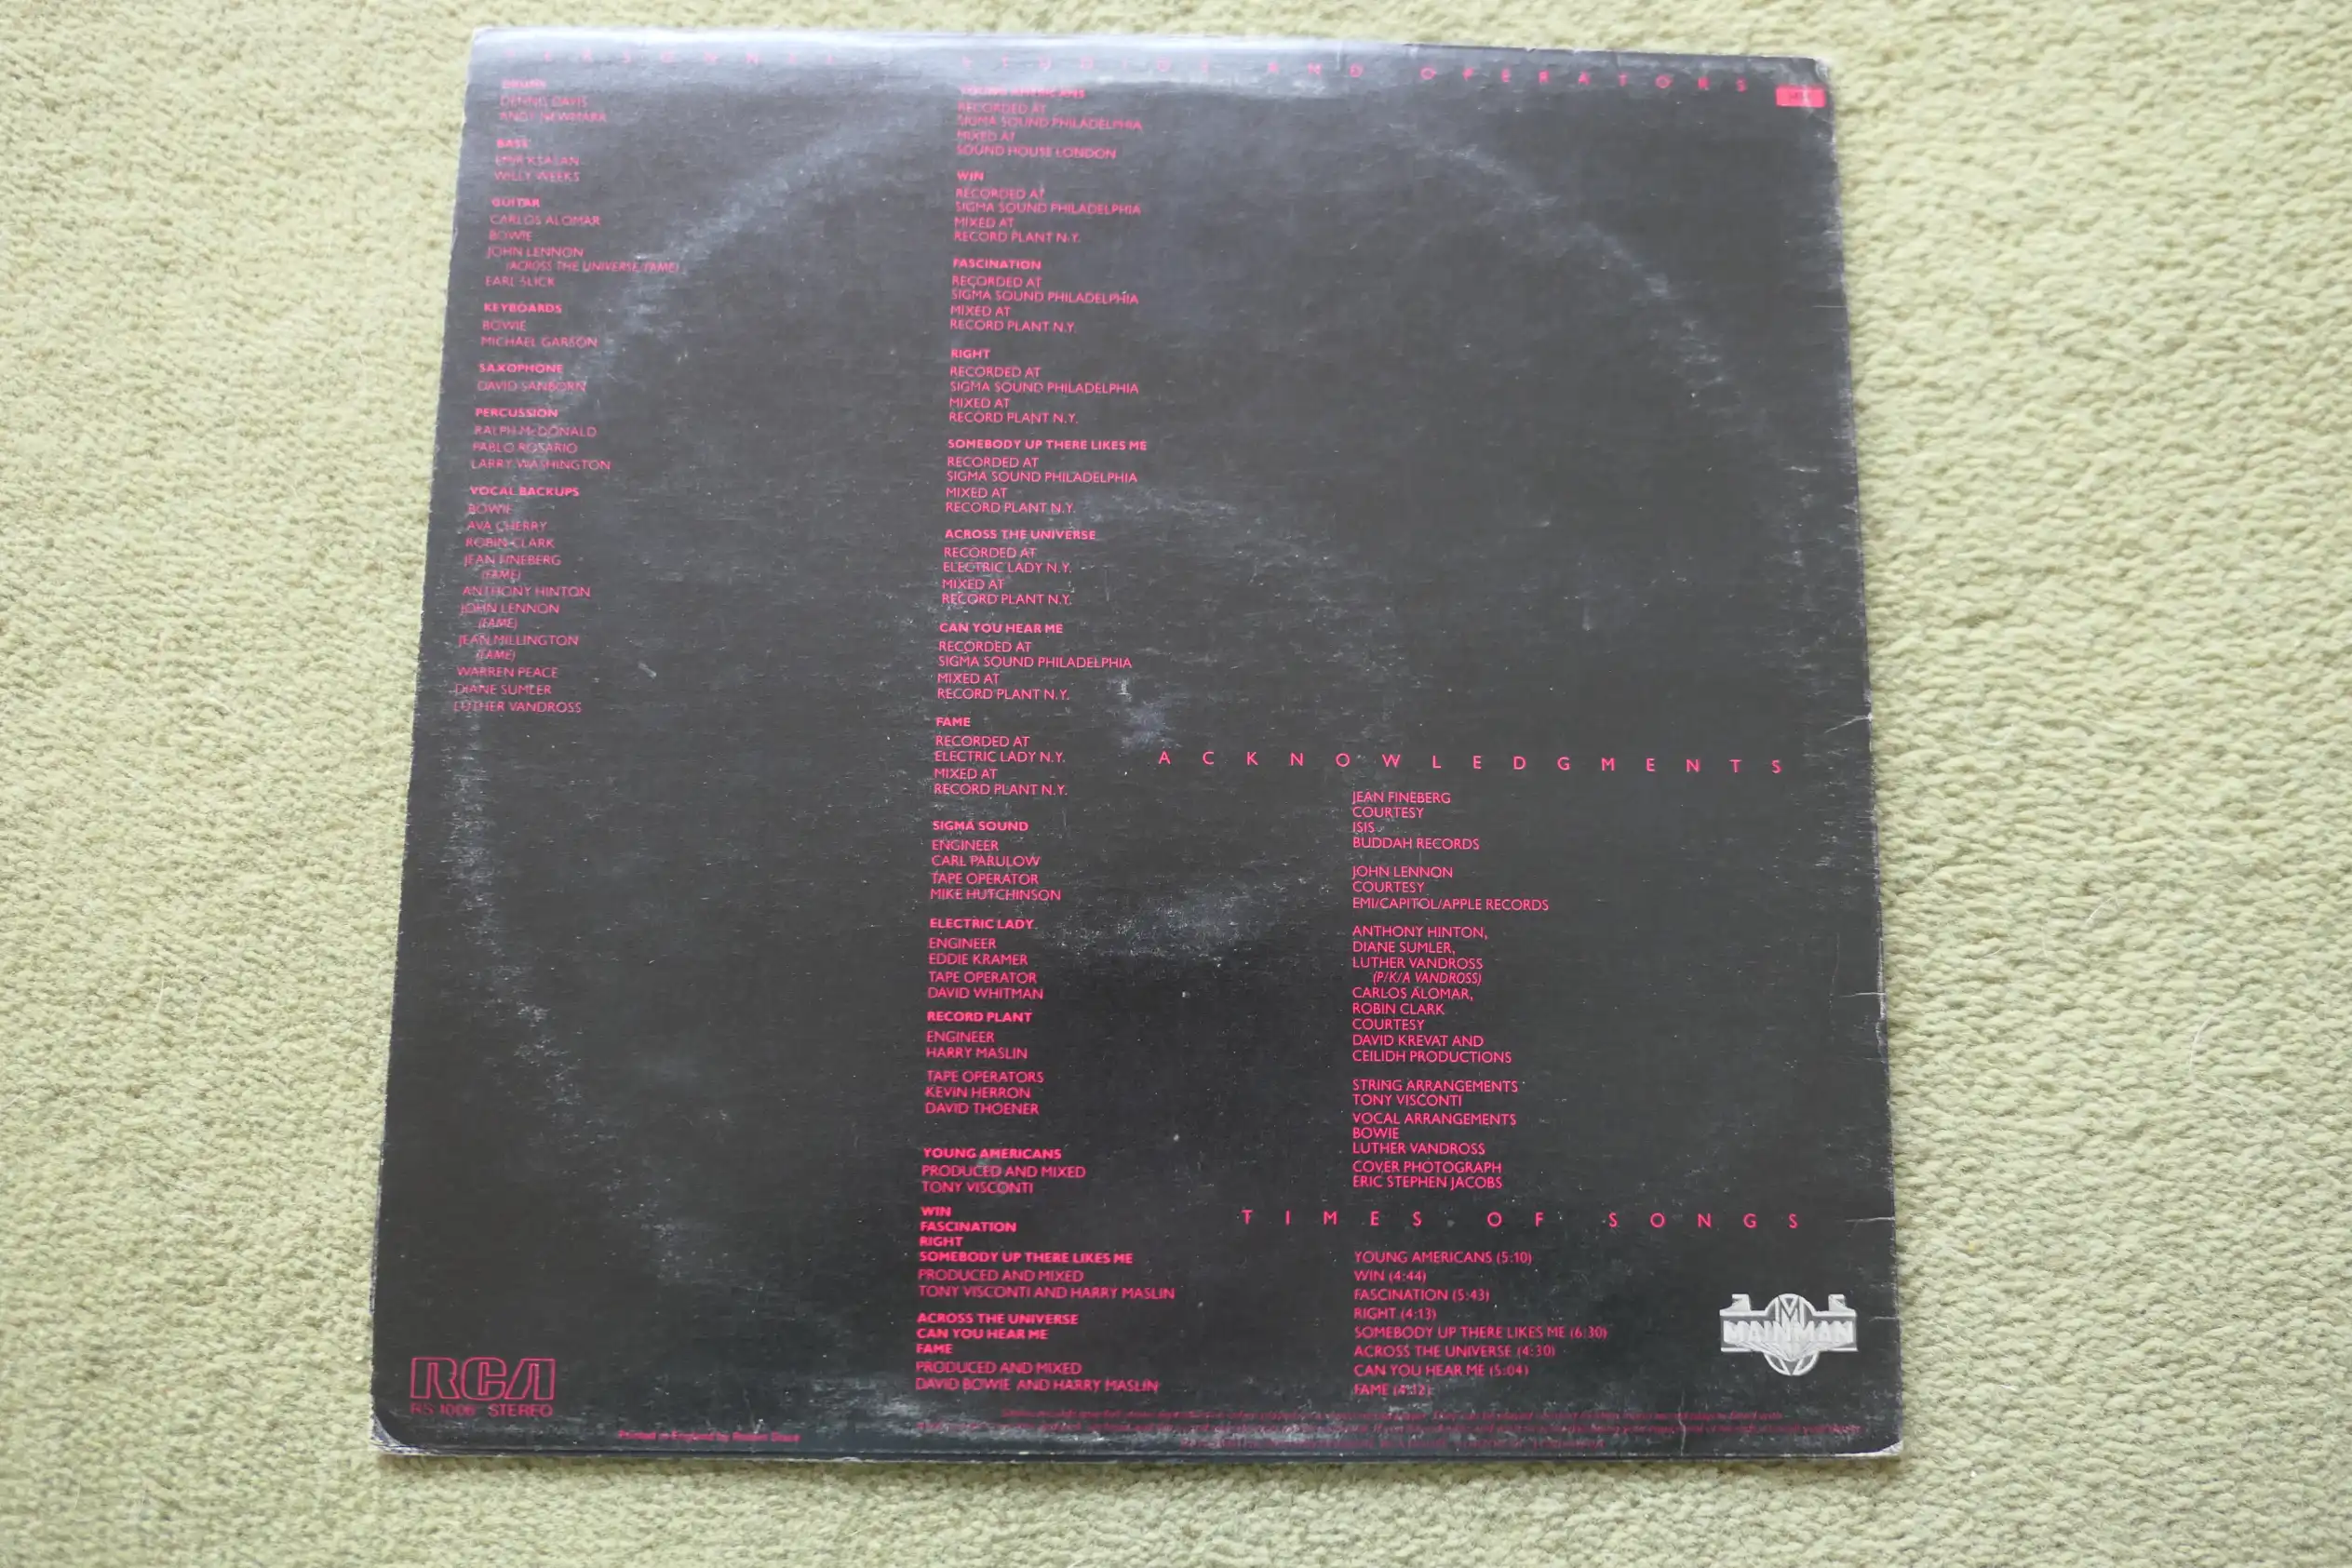 PERSONNEL STUDIOS AND OPERATORS
DRUMS
DENNIS DAVIS
ANDY NEWMARK
BASS
EMIR KSASAN
WILLY WEEKS
GUITAR
CARLOS ALOMAR
BOWIE
JOHN LENNON
(ACROSS THE UNIVERSE/FAME)
EARL SLICK
KEYBOARDS
BOWIE
MICHAEL GARSON
SAXOPHONE
DAVID SANBORN
PERCUSSION
RALPH McDONALD
PABLO ROSARIO
LARRY WASHINGTON
VOCAL BACKUPS
BOWIE
AVA CHERRY
ROBIN CLARK
JEAN FINEBERG
(FAME)
ANTHONY HINTON
JOHN LENNON
(FAME)
JEAN MILLINGTON
(FAME)
WARREN PEACE
DIANE SUMLER
LUTHER VANDROSS
YOUNG AMERICANS
RECORDED AT
SIGMA SOUND PHILADELPHIA
MIXED AT
SOUND HOUSE LONDON
WIN
RECORDED AT
SIGMA SOUND PHILADELPHIA
MIXED AT
RECORD PLANT N.Y.
FASCINATION
RECORDED AT
SIGMA SOUND PHILADELPHIA
MIXED AT
RECORD PLANT N.Y.
RIGHT
RECORDED AT
SIGMA SOUND PHILADELPHIA
MIXED AT
RECORD PLANT N.Y.
SOMEBODY UP THERE LIKES ME
RECORDED AT
SIGMA SOUND PHILADELPHIA
MIXED AT
RECORD PLANT N.Y.
ACROSS THE UNIVERSE
RECORDED AT
ELECTRIC LADY N.Y.
MIXED AT
RECORD PLANT N.Y.
CAN YOU HEAR ME
RECORDED AT
SIGMA SOUND PHILADELPHIA
MIXED AT
RECORD PLANT N.Y.
FAME
RECORDED AT
ELECTRIC LADY N.Y.
MIXED AT
RECORD PLANT N.Y.
SIGMA SOUND
ENGINEER
CARL PARULOW
TAPE OPERATOR
MIKE HUTCHINSON
ELECTRIC LADY
ENGINEER
EDDIE KRAMER
TAPE OPERATOR
DAVID WHITMAN
RECORD PLANT
ENGINEER
HARRY MASLIN
TAPE OPERATORS
KEVIN HERRON
DAVID THOENER
YOUNG AMERICANS
PRODUCED AND MIXED
TONY VISCONTI
WIN
FASCINATION
RIGHT
SOMEBODY UP THERE LIKES ME
PRODUCED AND MIXED
TONY VISCONTI AND HARRY MASLIN
ACROSS THE UNIVERSE
CAN YOU HEAR ME
FAME
PRODUCED AND MIXED
DAVID BOWIE AND HARRY MASLIN
ACKNOWLEDGMENTS
JEAN FINEBERG
COURTESY
ISIS
BUDDAH RECORDS
JOHN LENNON
COURTESY
EMI/CAPITOL/APPLE RECORDS
ANTHONY HINTON,
DIANE SUMLER,
LUTHER VANDROSS
(P/K/A VANDROSS)
CARLOS ALOMAR,
ROBIN CLARK
COURTESY
DAVID KREVAT AND
CEILIDH PRODUCTIONS
STRING ARRANGEMENTS
TONY VISCONTI
VOCAL ARRANGEMENTS
BOWIE
LUTHER VANDROSS
COVER PHOTOGRAPH
ERIC STEPHEN JACOBS
TIMES OF SONGS
YOUNG AMERICANS (5:10)
WIN (4:44)
FASCINATION (5:43)
RIGHT (4:13)
SOMEBODY UP THERE LIKES ME (6:30)
ACROSS THE UNIVERSE (4:30)
CAN YOU HEAR ME (5:04)
FAME (4:12)
MAINMAN
RCA
RS 1006 STEREO
Printed in England by Robert Stace